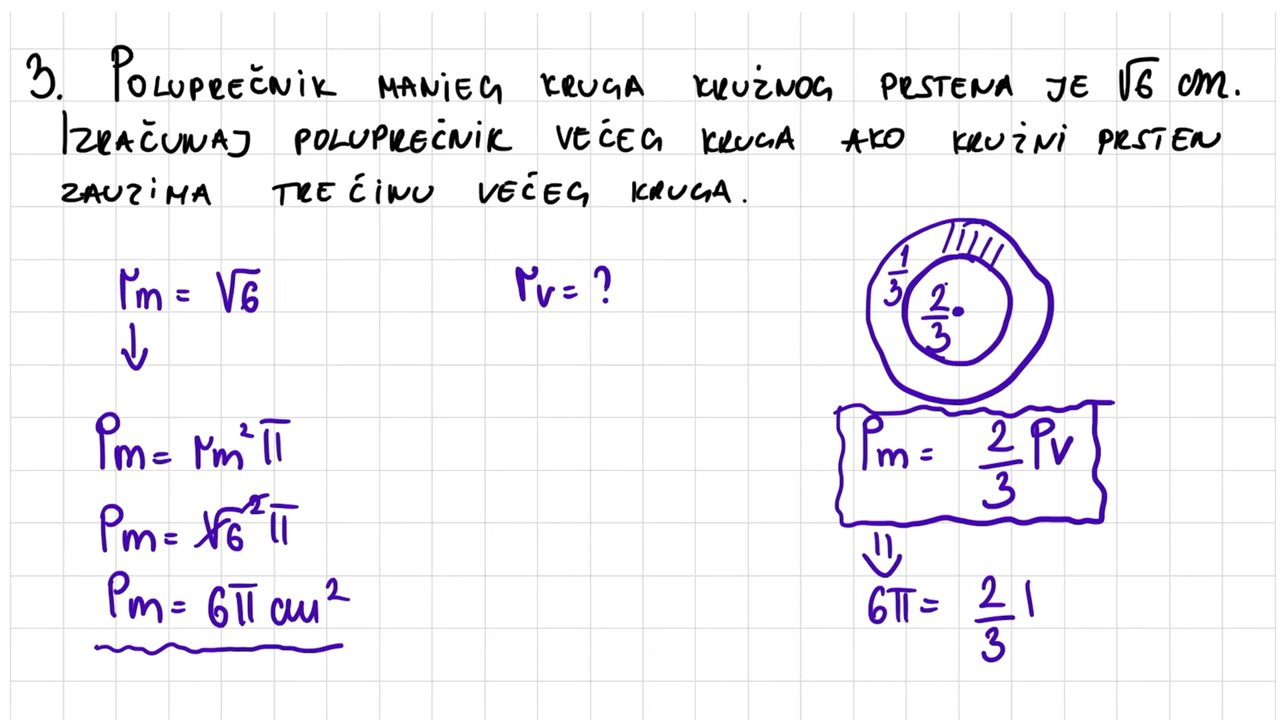 3. POLUPREČNIK MANJEG KRUGA KRUŽNOG PRSTENA JE √6 cm.
IZRAČUNAJ POLUPREČNIK VEĆEG KRUGA AKO KRUŽNI PRSTEN
ZAUZIMA TREĆINU VEĆEG KRUGA.
rm = √6
↓
Pm = rm² π
Pm = √6² π
Pm = 6π cm²
rv = ?
1/3
2/3
Pm = 2/3 Pv
⇓
6π = 2/3